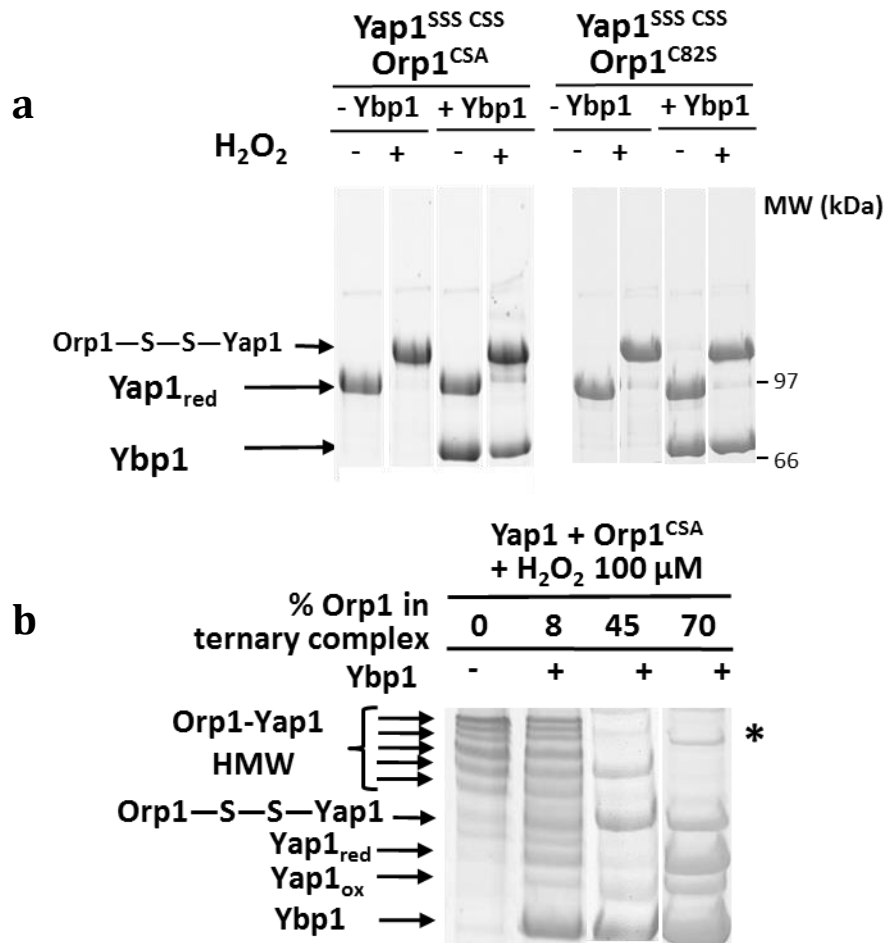 a
Yap1SSS CSS Yap1SSS CSS
Orp1CSA Orp1C82S
- Ybp1 + Ybp1 - Ybp1 + Ybp1
H2O2 - + - + - + - +
MW (kDa)
Orp1—S—S—Yap1
Yap1red
97
Ybp1
66
b
Yap1 + Orp1CSA
+ H2O2 100 µM
% Orp1 in
ternary complex 0 8 45 70
Ybp1 - + + +
Orp1-Yap1
HMW
*
Orp1—S—S—Yap1
Yap1red
Yap1ox
Ybp1